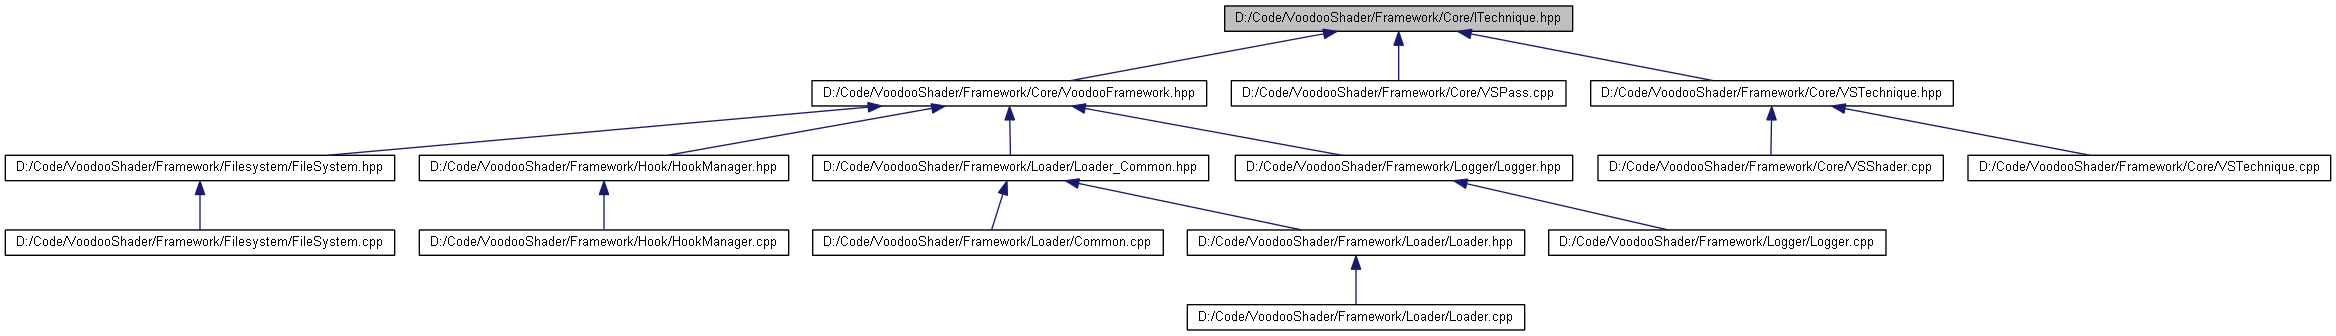 D:/Code/VoodooShader/Framework/Core/ITechnique.hpp
D:/Code/VoodooShader/Framework/Core/VoodooFramework.hpp
D:/Code/VoodooShader/Framework/Core/VSPass.cpp
D:/Code/VoodooShader/Framework/Core/VSTechnique.hpp
D:/Code/VoodooShader/Framework/Filesystem/FileSystem.hpp
D:/Code/VoodooShader/Framework/Hook/HookManager.hpp
D:/Code/VoodooShader/Framework/Loader/Loader_Common.hpp
D:/Code/VoodooShader/Framework/Logger/Logger.hpp
D:/Code/VoodooShader/Framework/Core/VSShader.cpp
D:/Code/VoodooShader/Framework/Core/VSTechnique.cpp
D:/Code/VoodooShader/Framework/Filesystem/FileSystem.cpp
D:/Code/VoodooShader/Framework/Hook/HookManager.cpp
D:/Code/VoodooShader/Framework/Loader/Common.cpp
D:/Code/VoodooShader/Framework/Loader/Loader.hpp
D:/Code/VoodooShader/Framework/Logger/Logger.cpp
D:/Code/VoodooShader/Framework/Loader/Loader.cpp